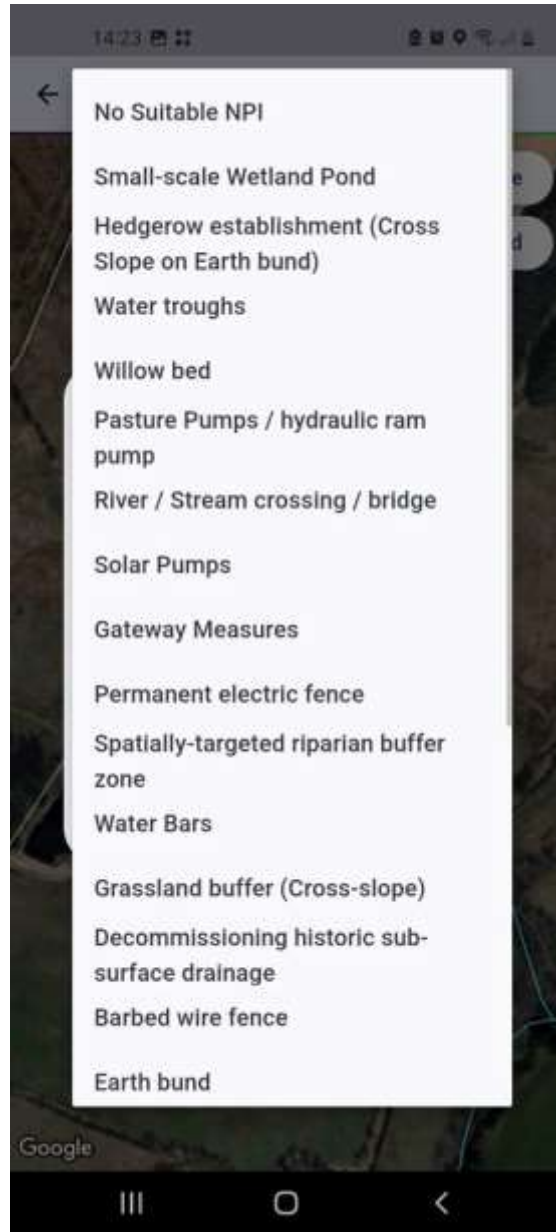 14:23
No Suitable NPI
Small-scale Wetland Pond
Hedgerow establishment (Cross
Slope on Earth bund)
Water troughs
Willow bed
Pasture Pumps / hydraulic ram
pump
River / Stream crossing / bridge
Solar Pumps
Gateway Measures
Permanent electric fence
Spatially-targeted riparian buffer
zone
Water Bars
Grassland buffer (Cross-slope)
Decommissioning historic sub-
surface drainage
Barbed wire fence
Earth bund
e
d
Google